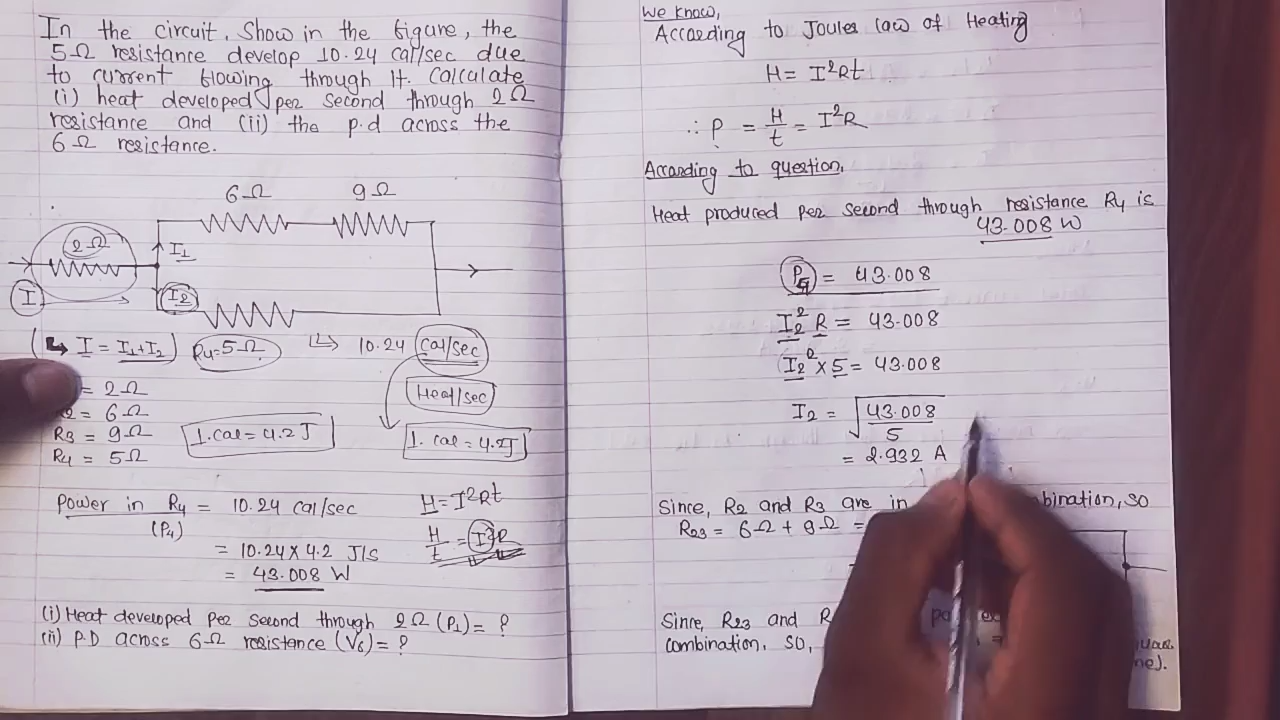 In the circuit. Show in the figure, the
5Ω resistance develop 10.24 cal/sec due
to current flowing through It. Calculate
(i) heat developed per second through 2Ω
resistance and (ii) the p.d across the
6Ω resistance.
6Ω 9Ω
2Ω
I₁
I
I₂
I = I₁+I₂ R₄=5Ω 10.24 cal/sec
Heat/sec
= 2Ω
= 6Ω
R₃ = 9Ω
R₄ = 5Ω
1. Cal = 4.2 J
1. cal = 4.2J
Power in R₄ = 10.24 cal/sec
(P₄)
= 10.24 × 4.2 J/S
= 43.008 W
H = I²Rt
H/t = I²R
(i) Heat developed per second through 2Ω (P₁) = ?
(ii) P.D across 6Ω resistance (V₆) = ?
We know,
According to Joules law of Heating
H = I²Rt
∴ P = H/t = I²R
According to question,
Heat produced per second through resistance R₄ is
43.008 W
= 43.008
I₂² R = 43.008
I₂² × 5 = 43.008
I₂ = √43.008/5
= 2.932 A
Since, R₂ and R₃ are in combination, so
R₂₃ = 6Ω + 9Ω =
Since, R₂₃ and
combination, so,